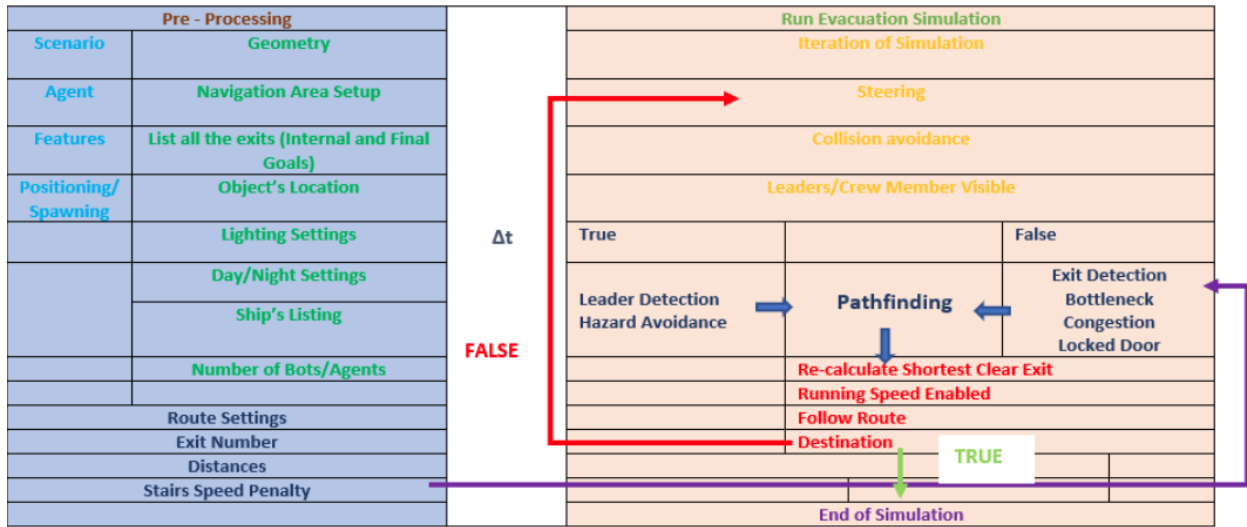 Pre - Processing
Run Evacuation Simulation
Scenario
Geometry
Iteration of Simulation
Agent
Navigation Area Setup
Steering
Features
List all the exits (Internal and Final
Goals)
Collision avoidance
Positioning/
Spawning
Object's Location
Leaders/Crew Member Visible
Lighting Settings
Δt
True
False
Day/Night Settings
Ship's Listing
Leader Detection
Hazard Avoidance
Pathfinding
Exit Detection
Bottleneck
Congestion
Locked Door
FALSE
Number of Bots/Agents
Re-calculate Shortest Clear Exit
Running Speed Enabled
Route Settings
Follow Route
Exit Number
Destination
Distances
TRUE
Stairs Speed Penalty
End of Simulation